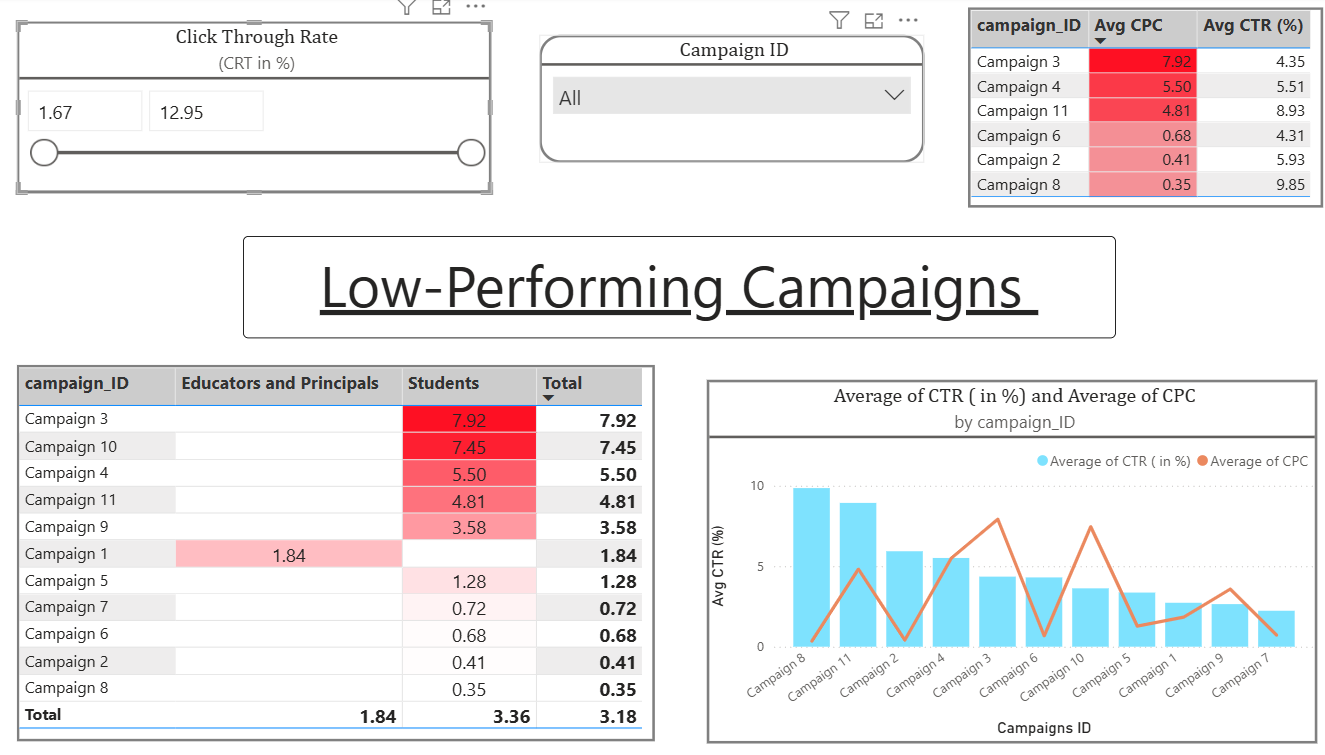 Click Through Rate
(CRT in %)
1.67 12.95
Campaign ID
All
campaign_ID Avg CPC Avg CTR (%)
Campaign 3 7.92 4.35
Campaign 4 5.50 5.51
Campaign 11 4.81 8.93
Campaign 6 0.68 4.31
Campaign 2 0.41 5.93
Campaign 8 0.35 9.85
Low-Performing Campaigns
campaign_ID Educators and Principals Students Total
Campaign 3 7.92 7.92
Campaign 10 7.45 7.45
Campaign 4 5.50 5.50
Campaign 11 4.81 4.81
Campaign 9 3.58 3.58
Campaign 1 1.84 1.84
Campaign 5 1.28 1.28
Campaign 7 0.72 0.72
Campaign 6 0.68 0.68
Campaign 2 0.41 0.41
Campaign 8 0.35 0.35
Total 1.84 3.36 3.18
Average of CTR ( in %) and Average of CPC
by campaign_ID
Average of CTR ( in %) Average of CPC
Avg CTR (%)
10
5
0
Campaign 8
Campaign 11
Campaign 2
Campaign 4
Campaign 3
Campaign 6
Campaign 10
Campaign 5
Campaign 1
Campaign 9
Campaign 7
Campaigns ID